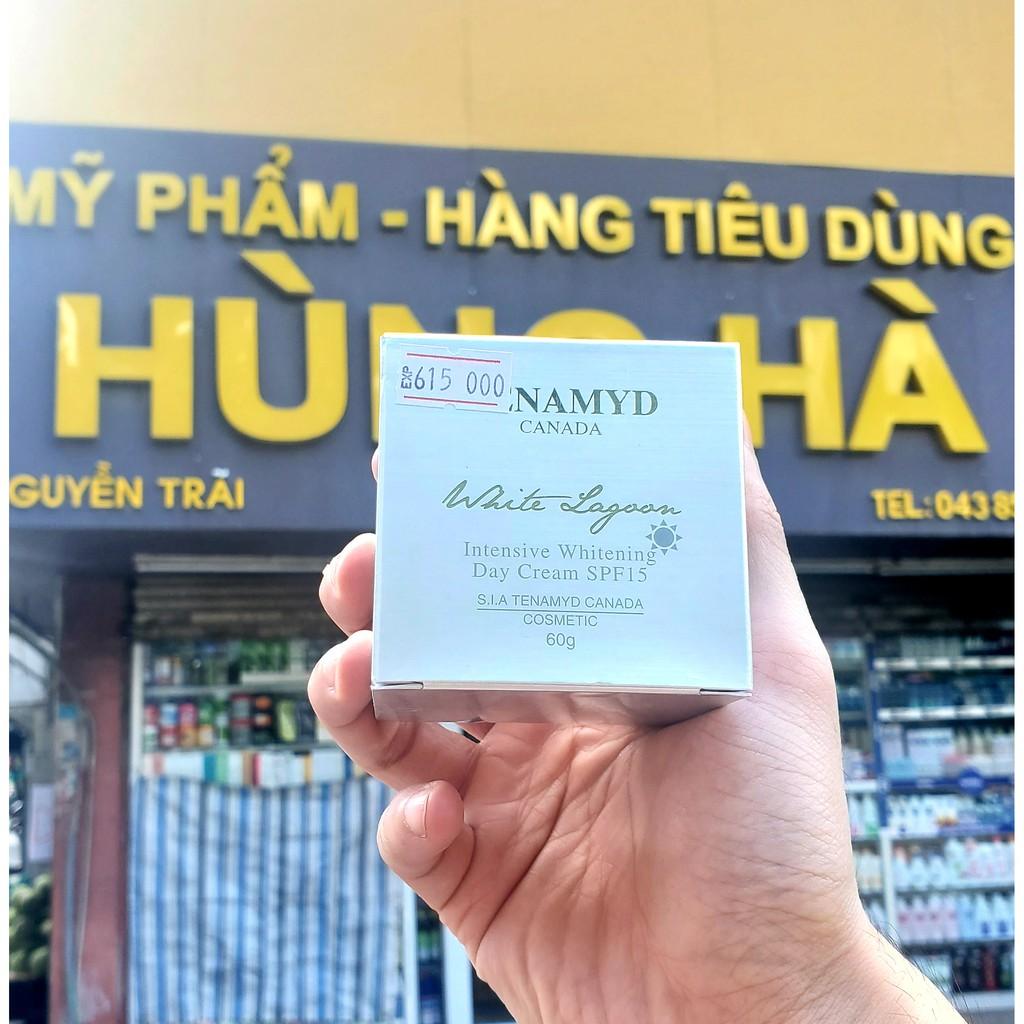 MỸ PHẨM - HÀNG TIÊU DÙNG
HÀ
GUYỄN TRÃI
TEL: 043 8
EXP 615 000
ENAMYD
CANADA
White Lagoon
Intensive Whitening
Day Cream SPF15
S.I.A TENAMYD CANADA
COSMETIC
60g